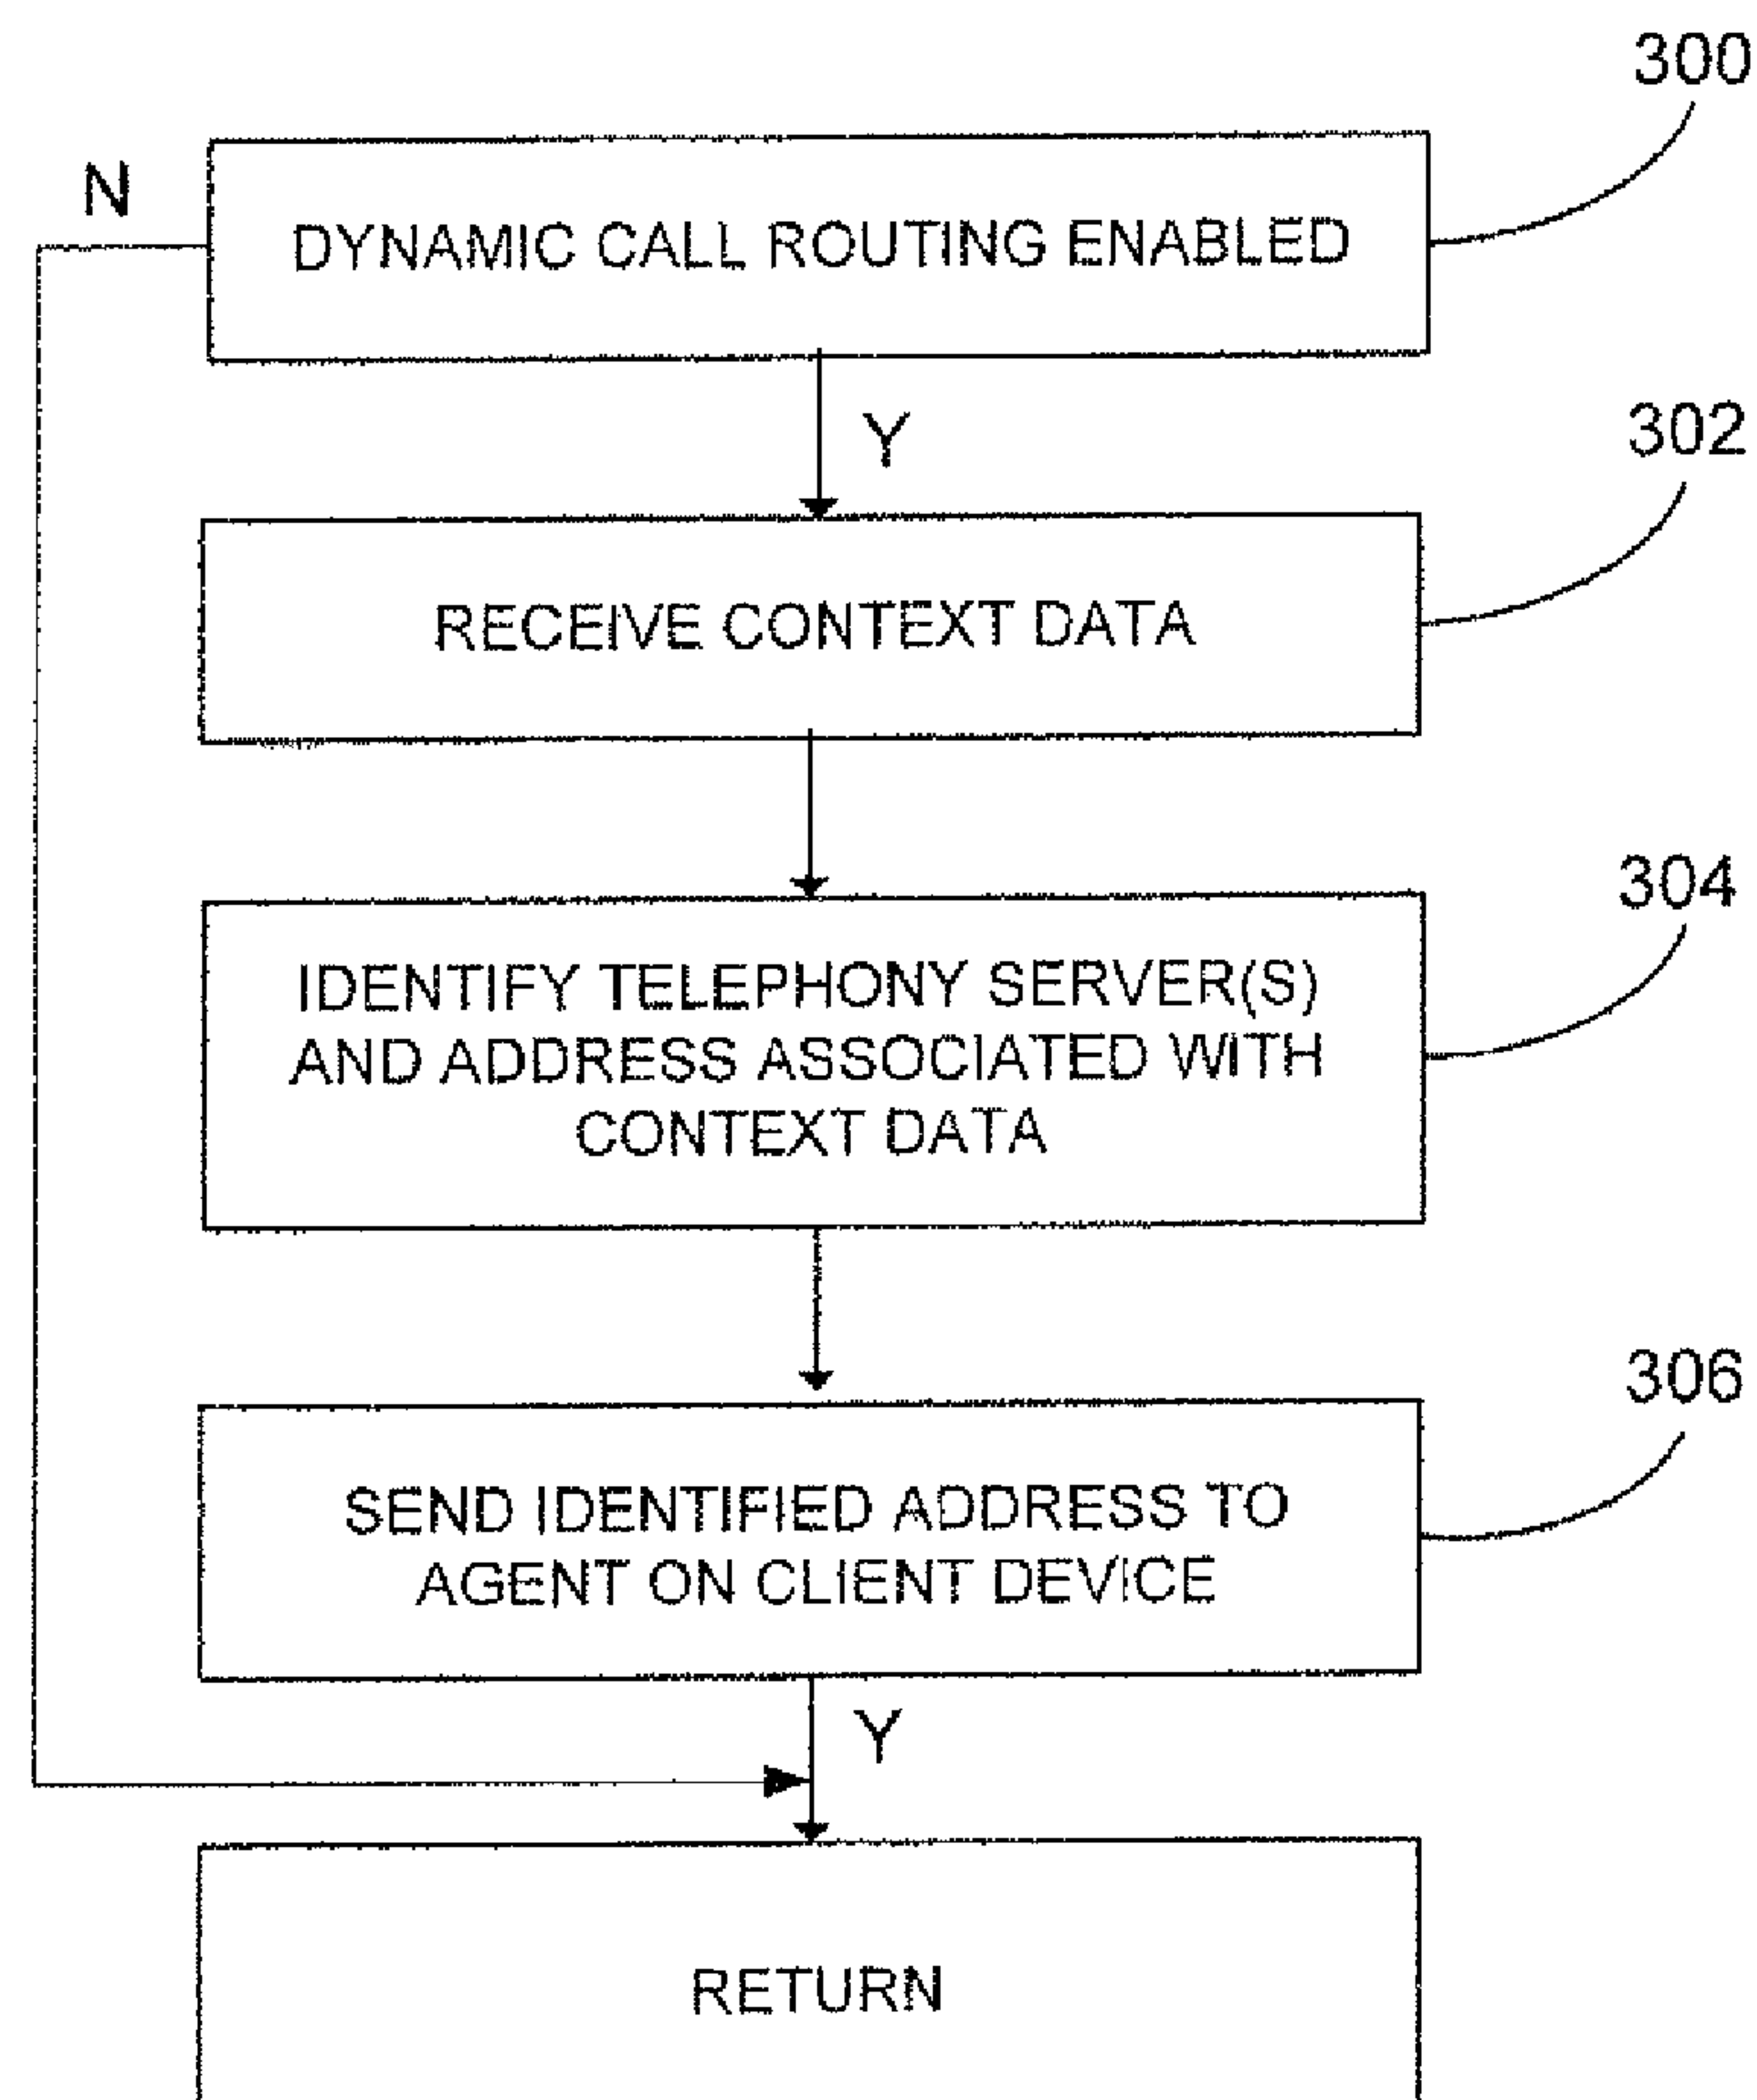 300
N
DYNAMIC CALL ROUTING ENABLED
Y
302
RECEIVE CONTEXT DATA
304
IDENTIFY TELEPHONY SERVER(S)
AND ADDRESS ASSOCIATED WITH
CONTEXT DATA
306
SEND IDENTIFIED ADDRESS TO
AGENT ON CLIENT DEVICE
Y
RETURN